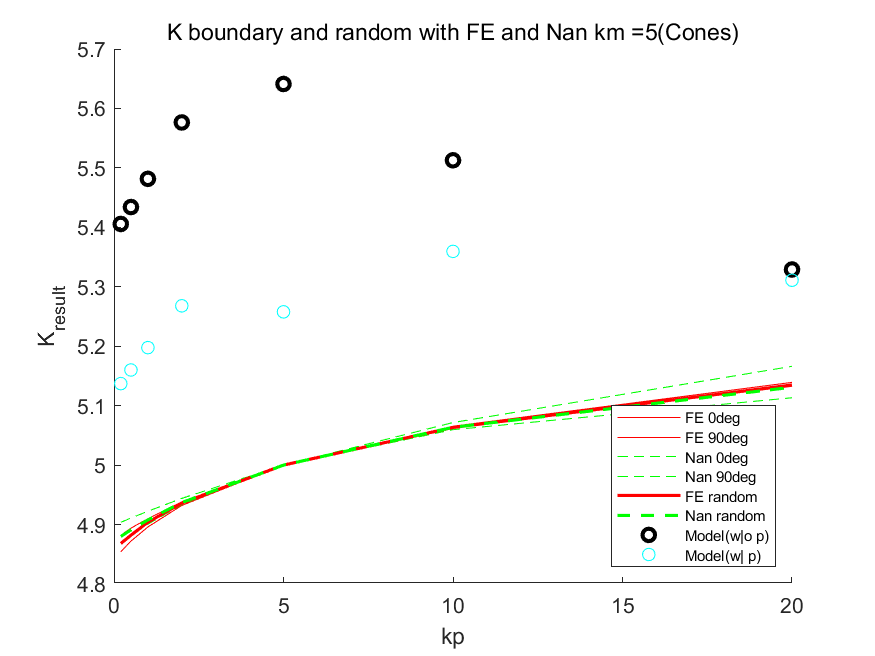 K boundary and random with FE and Nan km =5(Cones)
5.7
5.6
5.5
5.4
5.3
5.2
5.1
5
4.9
4.8
K_result
0
5
10
15
20
kp
FE 0deg
FE 90deg
Nan 0deg
Nan 90deg
FE random
Nan random
Model(w|o p)
Model(w| p)